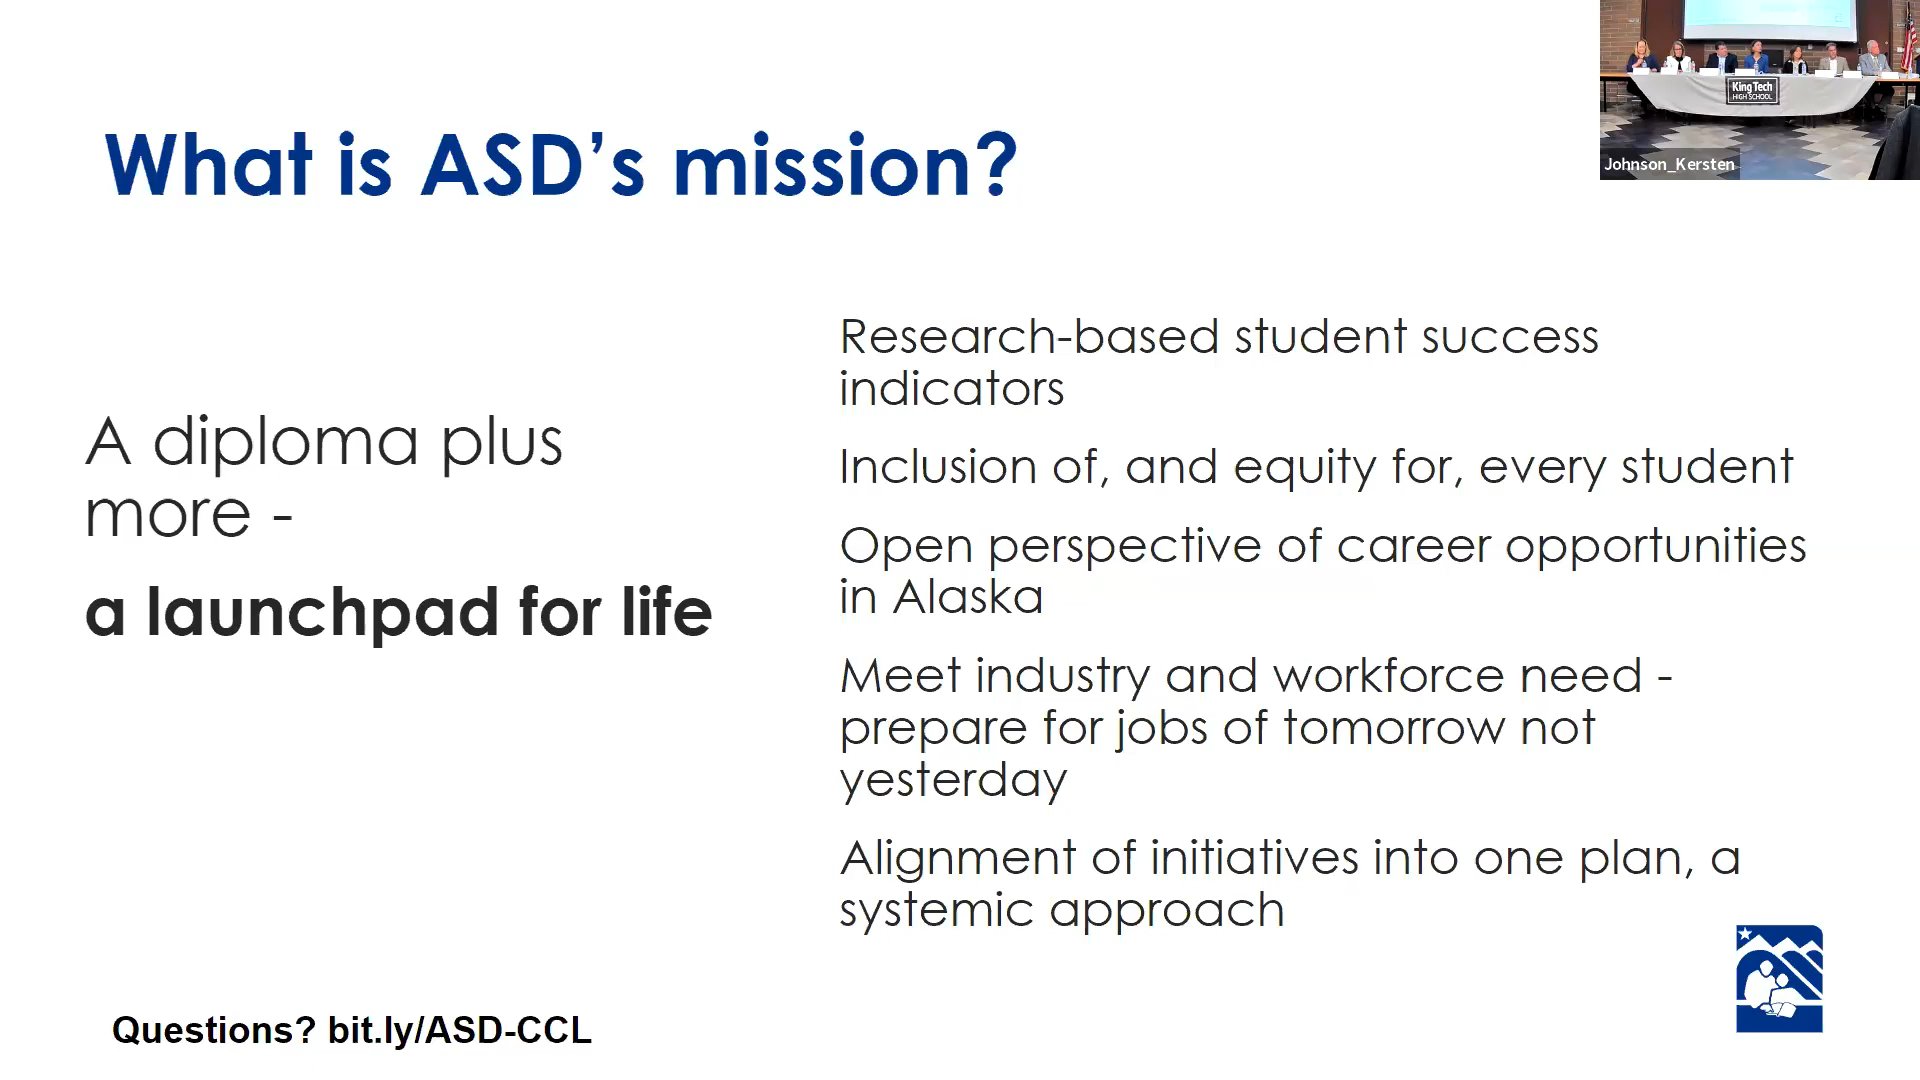 What is ASD's mission?
A diploma plus
more -
a launchpad for life
Research-based student success
indicators
Inclusion of, and equity for, every student
Open perspective of career opportunities
in Alaska
Meet industry and workforce need -
prepare for jobs of tomorrow not
yesterday
Alignment of initiatives into one plan, a
systemic approach
Questions? bit.ly/ASD-CCL
King Tech
HIGH SCHOOL
Johnson_Kersten